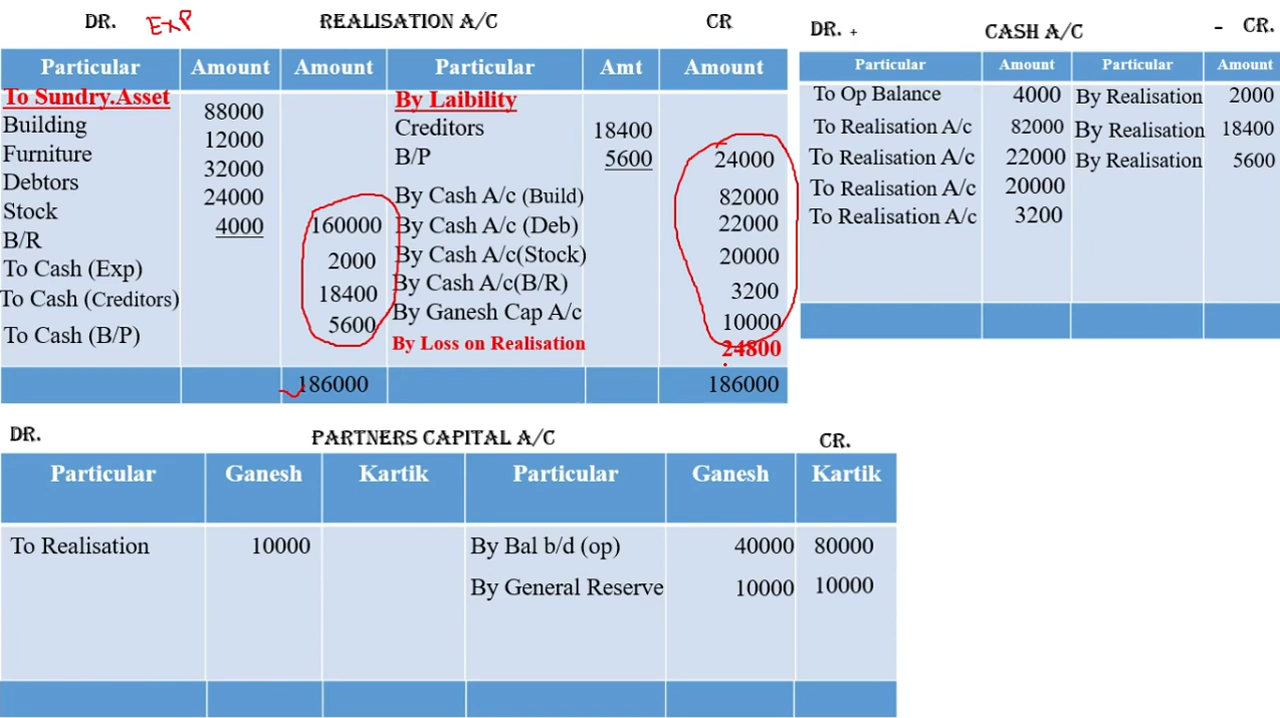 DR. EXP REALISATION A/C CR
Particular Amount Amount Particular Amt Amount
To Sundry.Asset 88000 By Laibility
Building 12000 Creditors 18400
Furniture 32000 B/P 5600 24000
Debtors 24000 By Cash A/c (Build) 82000
Stock 4000 160000 By Cash A/c (Deb) 22000
B/R 2000 By Cash A/c(Stock) 20000
To Cash (Exp) 18400 By Cash A/c(B/R) 3200
To Cash (Creditors) 5600 By Ganesh Cap A/c 10000
To Cash (B/P) By Loss on Realisation 24800
186000 186000
DR. + CASH A/C - CR.
Particular Amount Particular Amount
To Op Balance 4000 By Realisation 2000
To Realisation A/c 82000 By Realisation 18400
To Realisation A/c 22000 By Realisation 5600
To Realisation A/c 20000
To Realisation A/c 3200
DR. PARTNERS CAPITAL A/C CR.
Particular Ganesh Kartik Particular Ganesh Kartik
To Realisation 10000 By Bal b/d (op) 40000 80000
By General Reserve 10000 10000